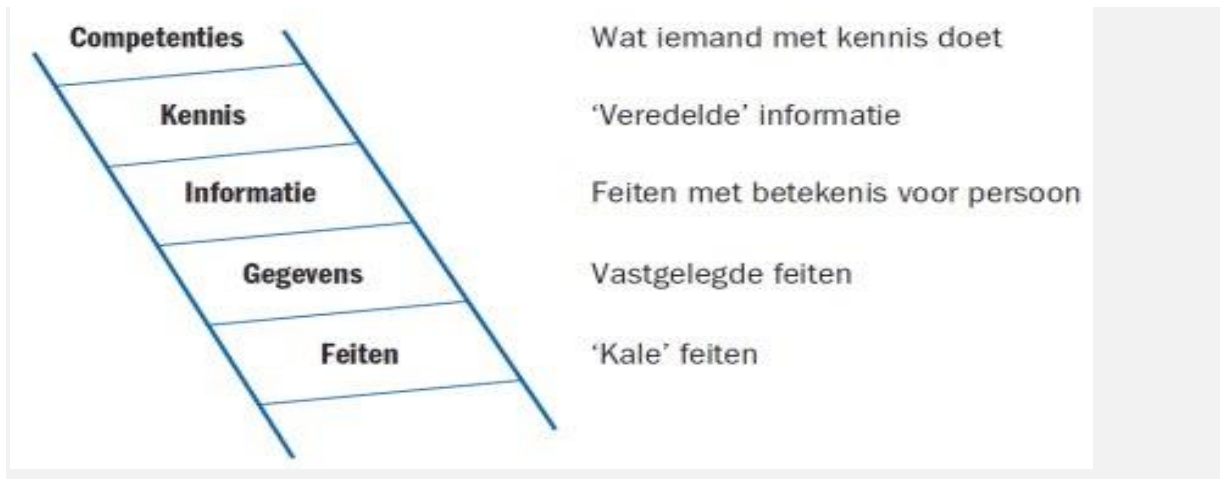 Competenties Wat iemand met kennis doet
Kennis ‘Veredelde’ informatie
Informatie Feiten met betekenis voor persoon
Gegevens Vastgelegde feiten
Feiten ‘Kale’ feiten